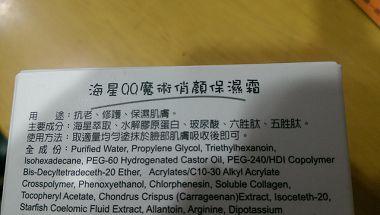 海星QQ魔術俏顏保濕霜
用　　途：抗老、修護、保濕肌膚。
主要成分：海星萃取、水解膠原蛋白、玻尿酸、六胜肽、五胜肽。
使用方法：取適量均勻塗抹於臉部肌膚吸收後即可。
全 成 份：Purified Water, Propylene Glycol, Triethylhexanoin,
Isohexadecane, PEG-60 Hydrogenated Castor Oil, PEG-240/HDI Copolymer
Bis-Decyltetradeceth-20 Ether, Acrylates/C10-30 Alkyl Acrylate
Crosspolymer, Phenoxyethanol, Chlorphenesin, Soluble Collagen,
Tocopheryl Acetate, Chondrus Crispus (Carrageenan)Extract, Isoceteth-20,
Starfish Coelomic Fluid Extract, Allantoin, Arginine, Dipotassium